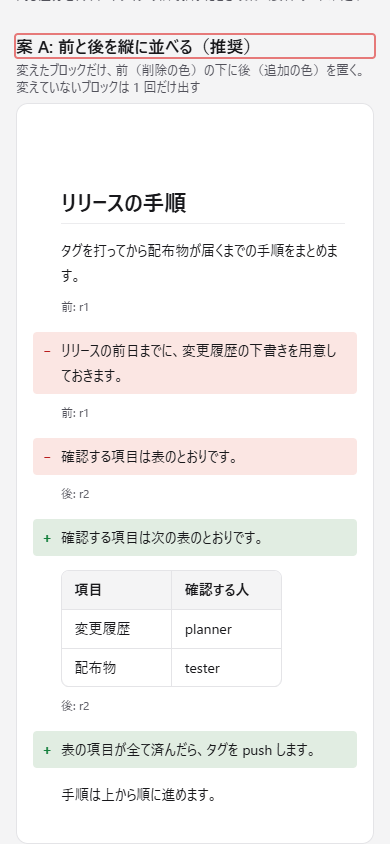 案 A: 前と後を縦に並べる（推奨）
変えたブロックだけ、前（削除の色）の下に後（追加の色）を置く。
変えていないブロックは 1 回だけ出す
リリースの手順
タグを打ってから配布物が届くまでの手順をまとめま
す。
前: r1
− リリースの前日までに、変更履歴の下書きを用意し
ておきます。
前: r1
− 確認する項目は表のとおりです。
後: r2
+ 確認する項目は次の表のとおりです。
項目 確認する人
変更履歴 planner
配布物 tester
後: r2
+ 表の項目が全て済んだら、タグを push します。
手順は上から順に進めます。